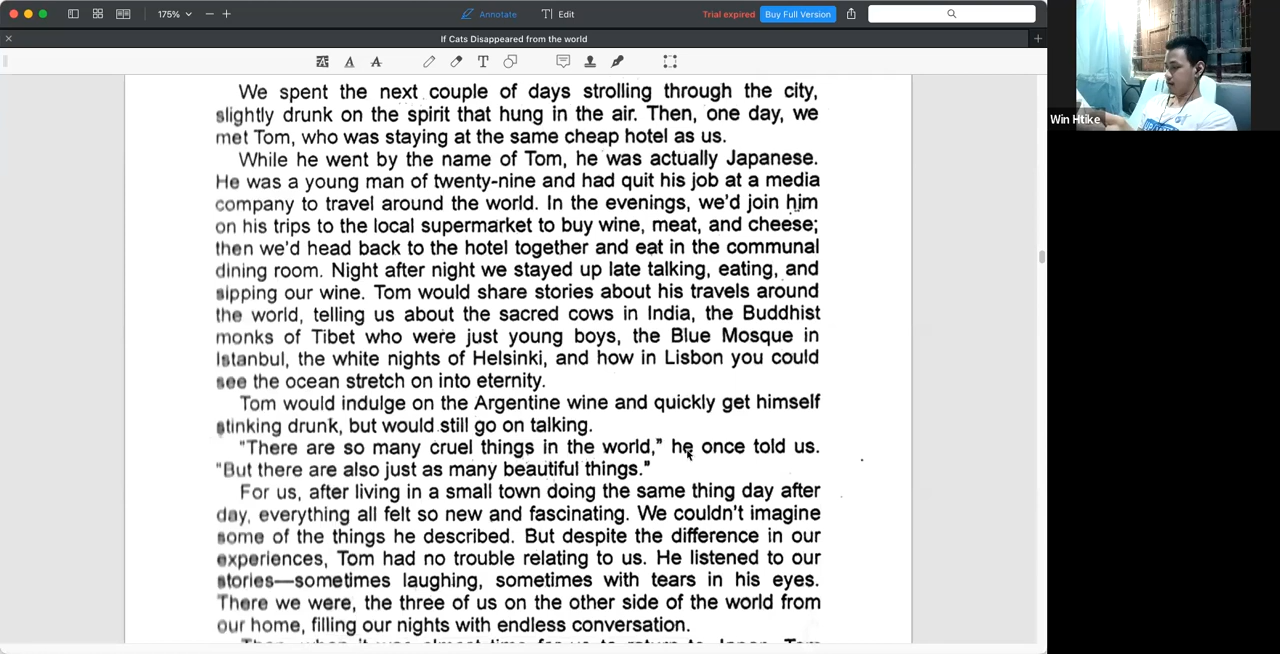 175%
Annotate
Edit
Trial expired
Buy Full Version
If Cats Disappeared from the world
We spent the next couple of days strolling through the city,
slightly drunk on the spirit that hung in the air. Then, one day, we
met Tom, who was staying at the same cheap hotel as us.
While he went by the name of Tom, he was actually Japanese.
He was a young man of twenty-nine and had quit his job at a media
company to travel around the world. In the evenings, we'd join him
on his trips to the local supermarket to buy wine, meat, and cheese;
then we'd head back to the hotel together and eat in the communal
dining room. Night after night we stayed up late talking, eating, and
sipping our wine. Tom would share stories about his travels around
the world, telling us about the sacred cows in India, the Buddhist
monks of Tibet who were just young boys, the Blue Mosque in
Istanbul, the white nights of Helsinki, and how in Lisbon you could
see the ocean stretch on into eternity.
Tom would indulge on the Argentine wine and quickly get himself
stinking drunk, but would still go on talking.
"There are so many cruel things in the world," he once told us.
"But there are also just as many beautiful things."
For us, after living in a small town doing the same thing day after
day, everything all felt so new and fascinating. We couldn't imagine
some of the things he described. But despite the difference in our
experiences, Tom had no trouble relating to us. He listened to our
stories—sometimes laughing, sometimes with tears in his eyes.
There we were, the three of us on the other side of the world from
our home, filling our nights with endless conversation.
Then, when it was almost time for us to return to Japan, Tom
Win Htike